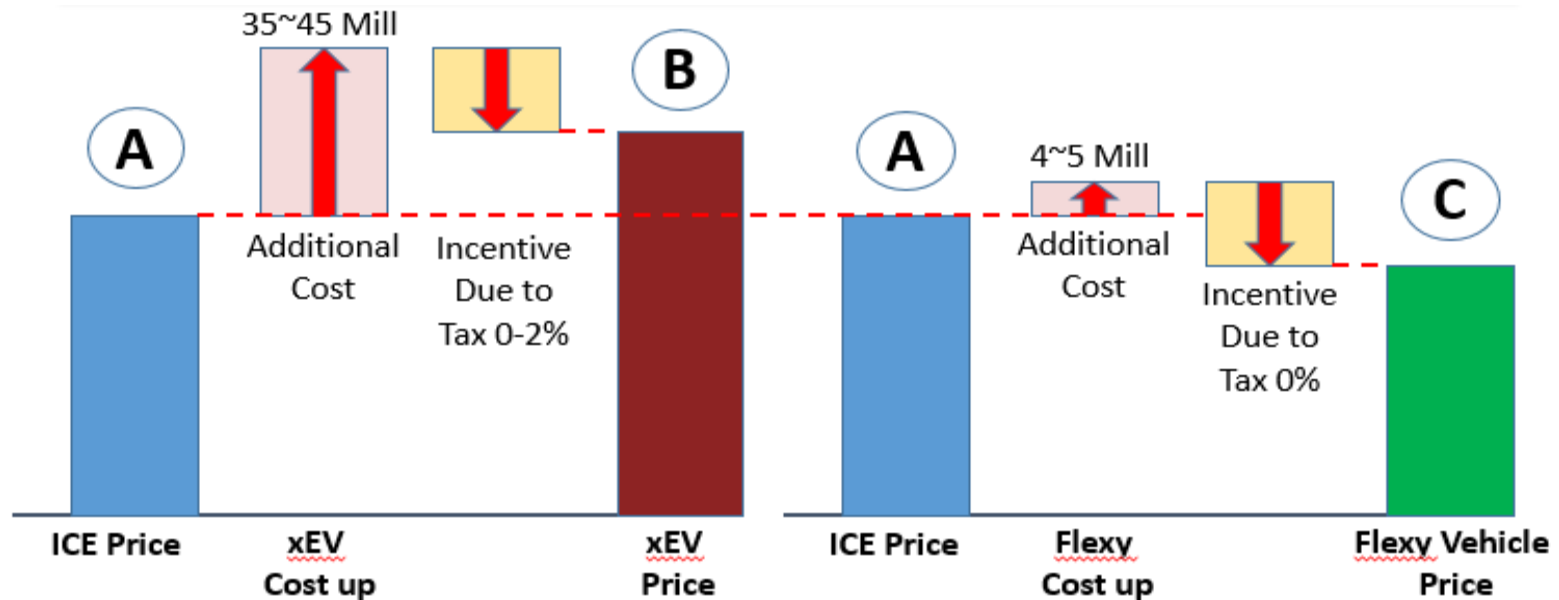 35~45 Mill
A
B
Additional
Cost
Incentive
Due to
Tax 0-2%
ICE Price
xEV
Cost up
xEV
Price
A
4~5 Mill
C
Additional
Cost
Incentive
Due to
Tax 0%
ICE Price
Flexy
Cost up
Flexy Vehicle
Price